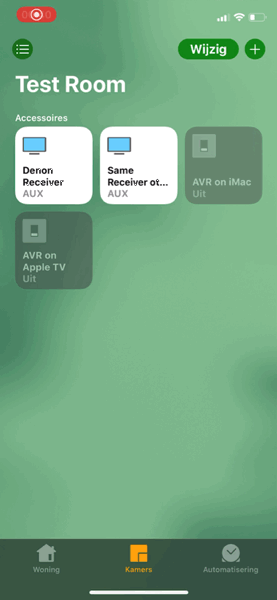 Wijzig
Test Room
Accessoires
Denon
Receiver
AUX
Same
Receiver ot...
AUX
AVR on iMac
Uit
AVR on
Apple TV
Uit
Woning
Kamers
Automatisering